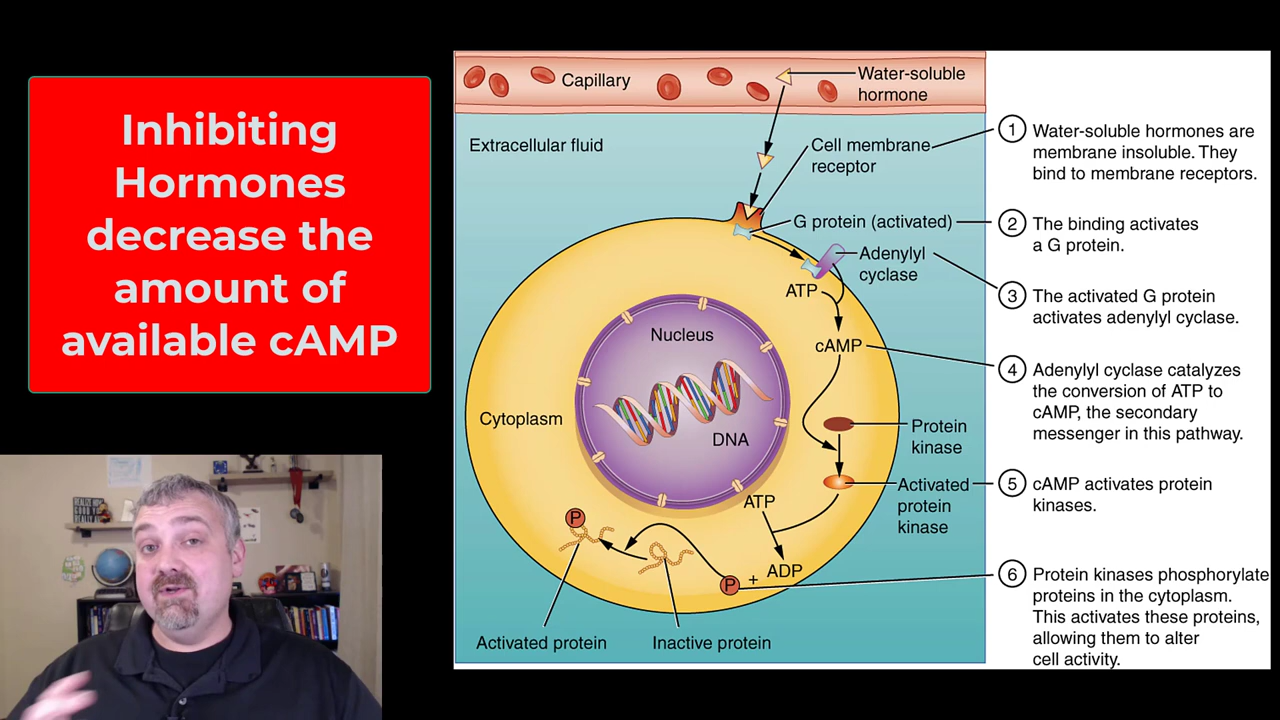 Inhibiting
Hormones
decrease the
amount of
available cAMP
Capillary
Water-soluble
hormone
Extracellular fluid
Cell membrane
receptor
G protein (activated)
Adenylyl
cyclase
ATP
cAMP
Nucleus
DNA
Cytoplasm
Protein
kinase
Activated
protein
kinase
ATP
ADP
P
+
P
Activated protein
Inactive protein
1 Water-soluble hormones are
membrane insoluble. They
bind to membrane receptors.
2 The binding activates
a G protein.
3 The activated G protein
activates adenylyl cyclase.
4 Adenylyl cyclase catalyzes
the conversion of ATP to
cAMP, the secondary
messenger in this pathway.
5 cAMP activates protein
kinases.
6 Protein kinases phosphorylate
proteins in the cytoplasm.
This activates these proteins,
allowing them to alter
cell activity.